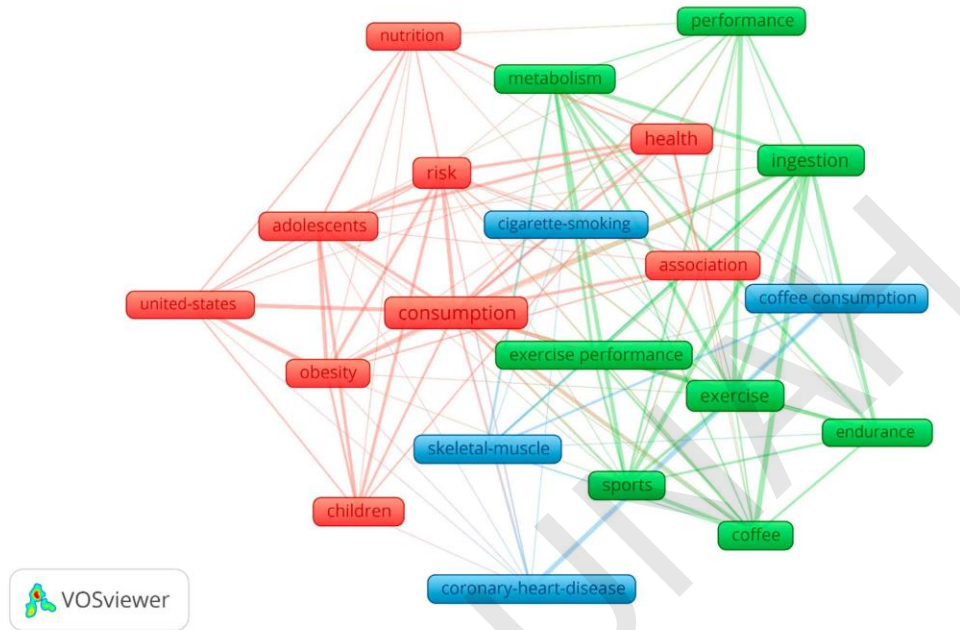 performance
nutrition
metabolism
health
ingestion
risk
adolescents
cigarette-smoking
association
united-states
consumption
coffee consumption
exercise performance
obesity
exercise
endurance
skeletal-muscle
sports
children
coffee
coronary-heart-disease
VOSviewer
UNAH